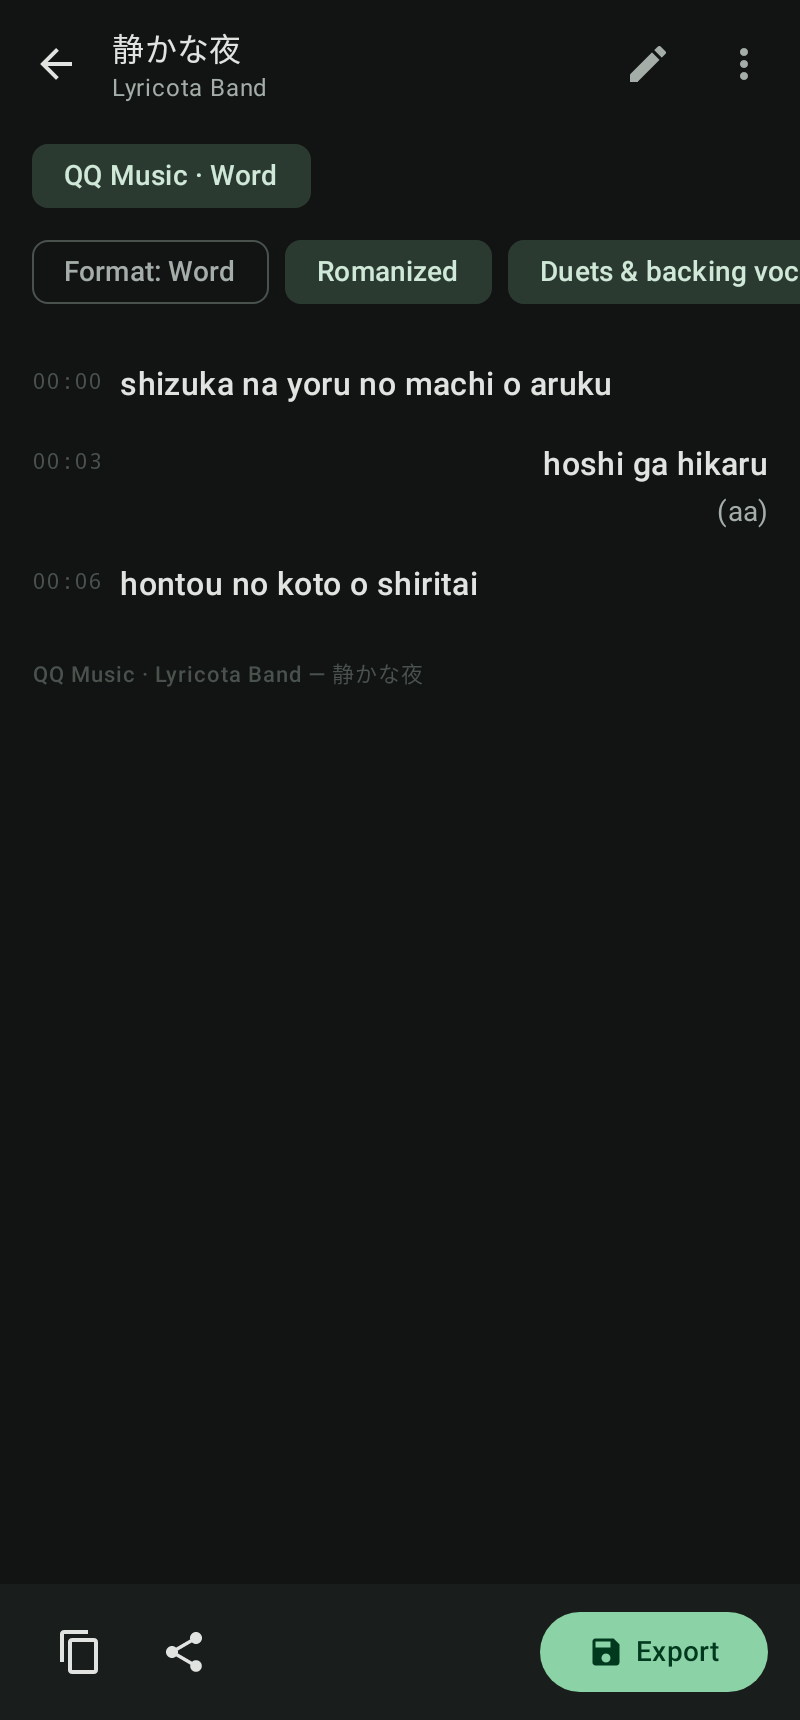 静かな夜
Lyricota Band
QQ Music · Word
Format: Word
Romanized
Duets & backing voc
00:00 shizuka na yoru no machi o aruku
00:03 hoshi ga hikaru
(aa)
00:06 hontou no koto o shiritai
QQ Music · Lyricota Band — 静かな夜
Export